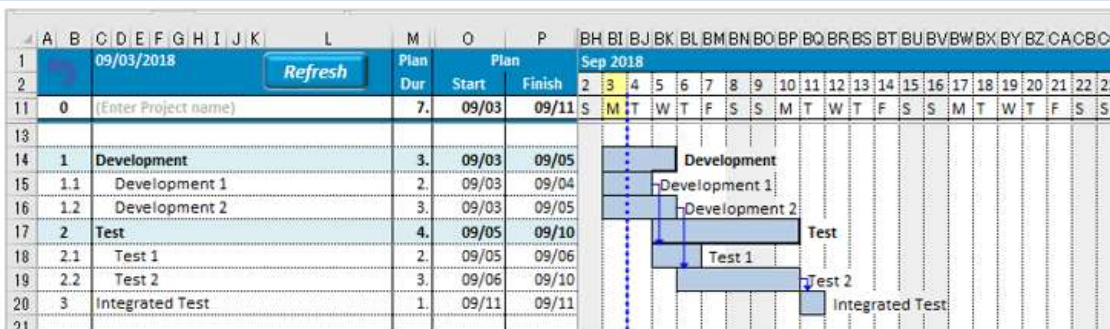 A B C D E F G H I J K L M O P BH BI BJ BK BL BM BN BO BP BQ BR BS BT BU BV BW BX BY BZ CA CB
1 09/03/2018 Refresh Plan Plan Sep 2018
2 Dur Start Finish 2 3 4 5 6 7 8 9 10 11 12 13 14 15 16 17 18 19 20 21 22
11 0 (Enter Project name) 7. 09/03 09/11 S M T W T F S S M T W T F S S M T W T F S S
13
14 1 Development 3. 09/03 09/05 Development
15 1.1 Development 1 2. 09/03 09/04 Development 1
16 1.2 Development 2 3. 09/03 09/05 Development 2
17 2 Test 4. 09/05 09/10 Test
18 2.1 Test 1 2. 09/05 09/06 Test 1
19 2.2 Test 2 3. 09/06 09/10 Test 2
20 3 Integrated Test 1. 09/11 09/11 Integrated Test
21